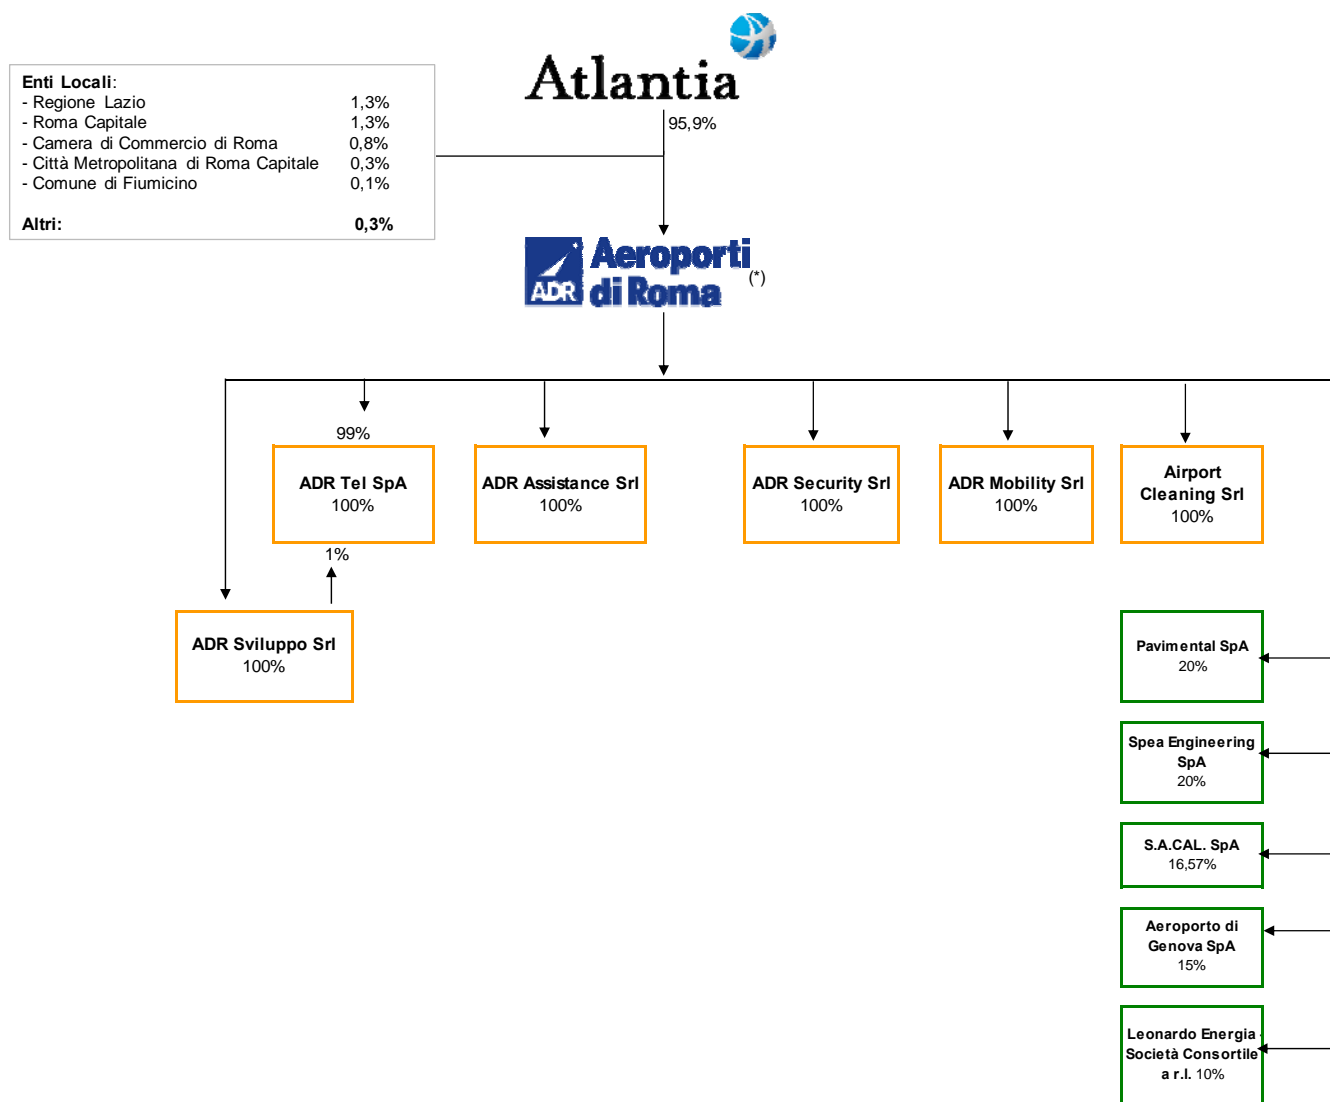 Atlantia
95,9%
Enti Locali:
- Regione Lazio 1,3%
- Roma Capitale 1,3%
- Camera di Commercio di Roma 0,8%
- Città Metropolitana di Roma Capitale 0,3%
- Comune di Fiumicino 0,1%
Altri: 0,3%
ADR
Aeroporti
di Roma
(*)
99%
ADR Tel SpA
100%
1%
ADR Assistance Srl
100%
ADR Security Srl
100%
ADR Mobility Srl
100%
Airport
Cleaning Srl
100%
ADR Sviluppo Srl
100%
Pavimental SpA
20%
Spea Engineering
SpA
20%
S.A.CAL. SpA
16,57%
Aeroporto di
Genova SpA
15%
Leonardo Energia -
Società Consortile
a r.l. 10%